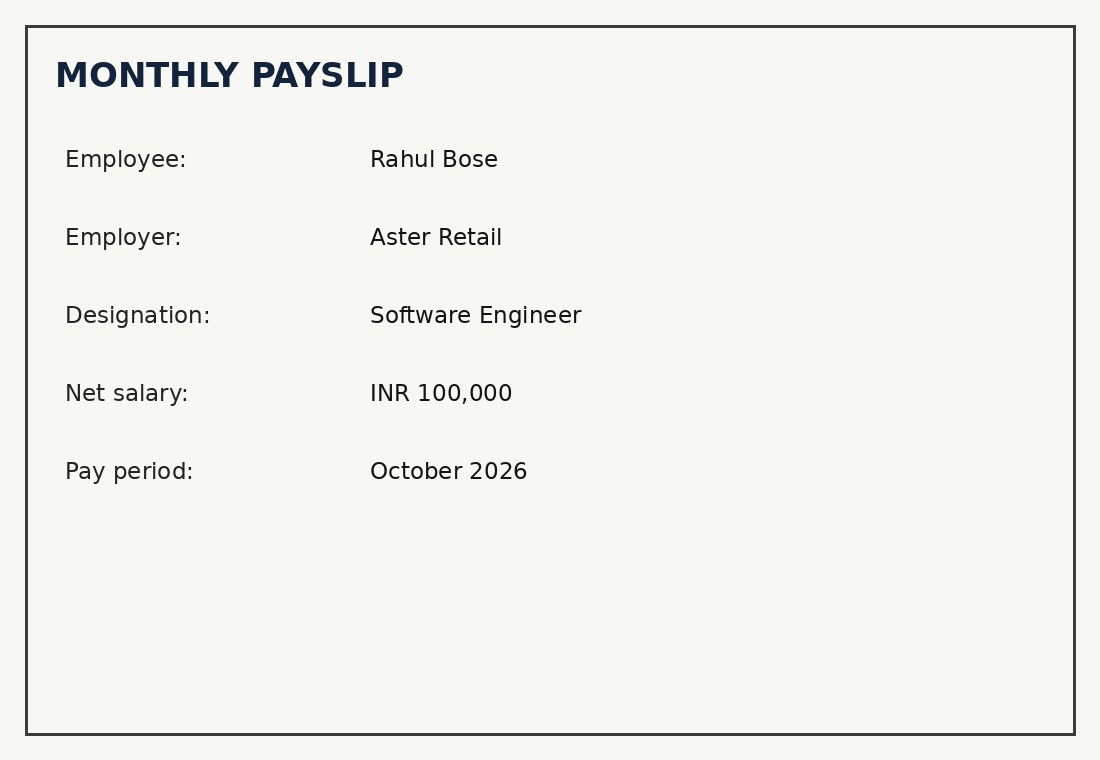 MONTHLY PAYSLIP
Employee: Rahul Bose
Employer: Aster Retail
Designation: Software Engineer
Net salary: INR 100,000
Pay period: October 2026